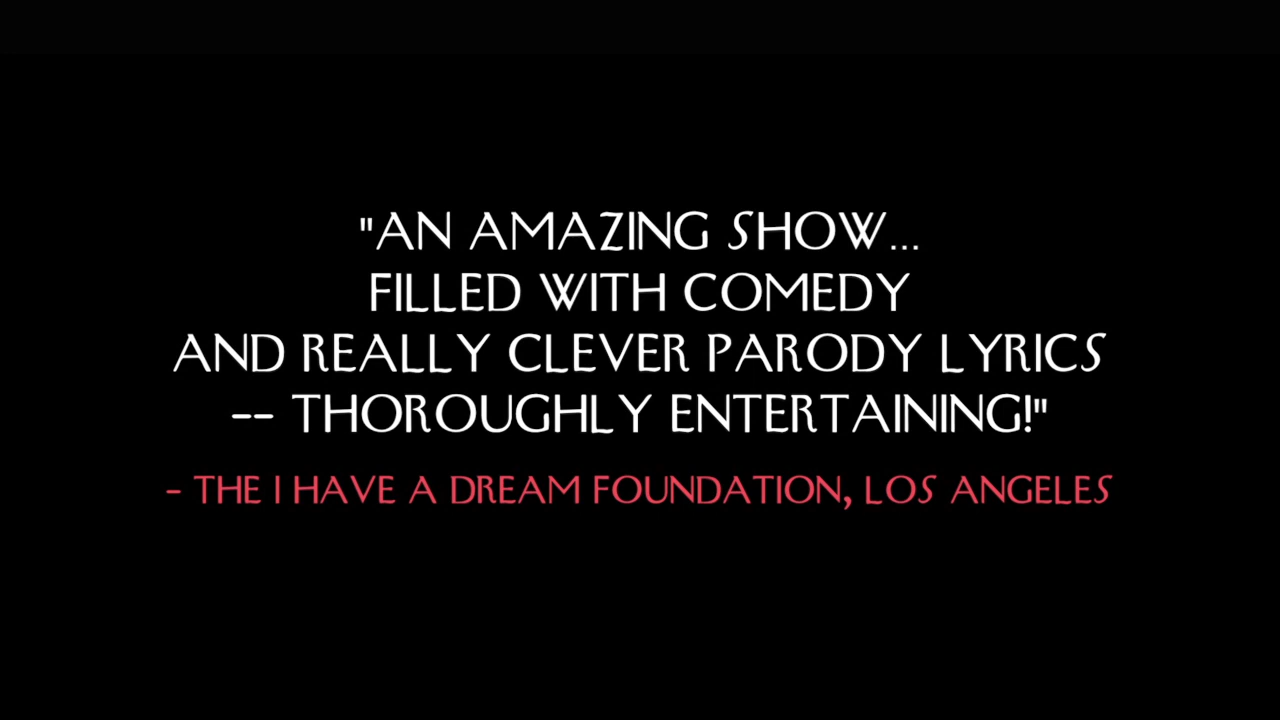 "AN AMAZING SHOW...
FILLED WITH COMEDY
AND REALLY CLEVER PARODY LYRICS
-- THOROUGHLY ENTERTAINING!"
- THE I HAVE A DREAM FOUNDATION, LOS ANGELES